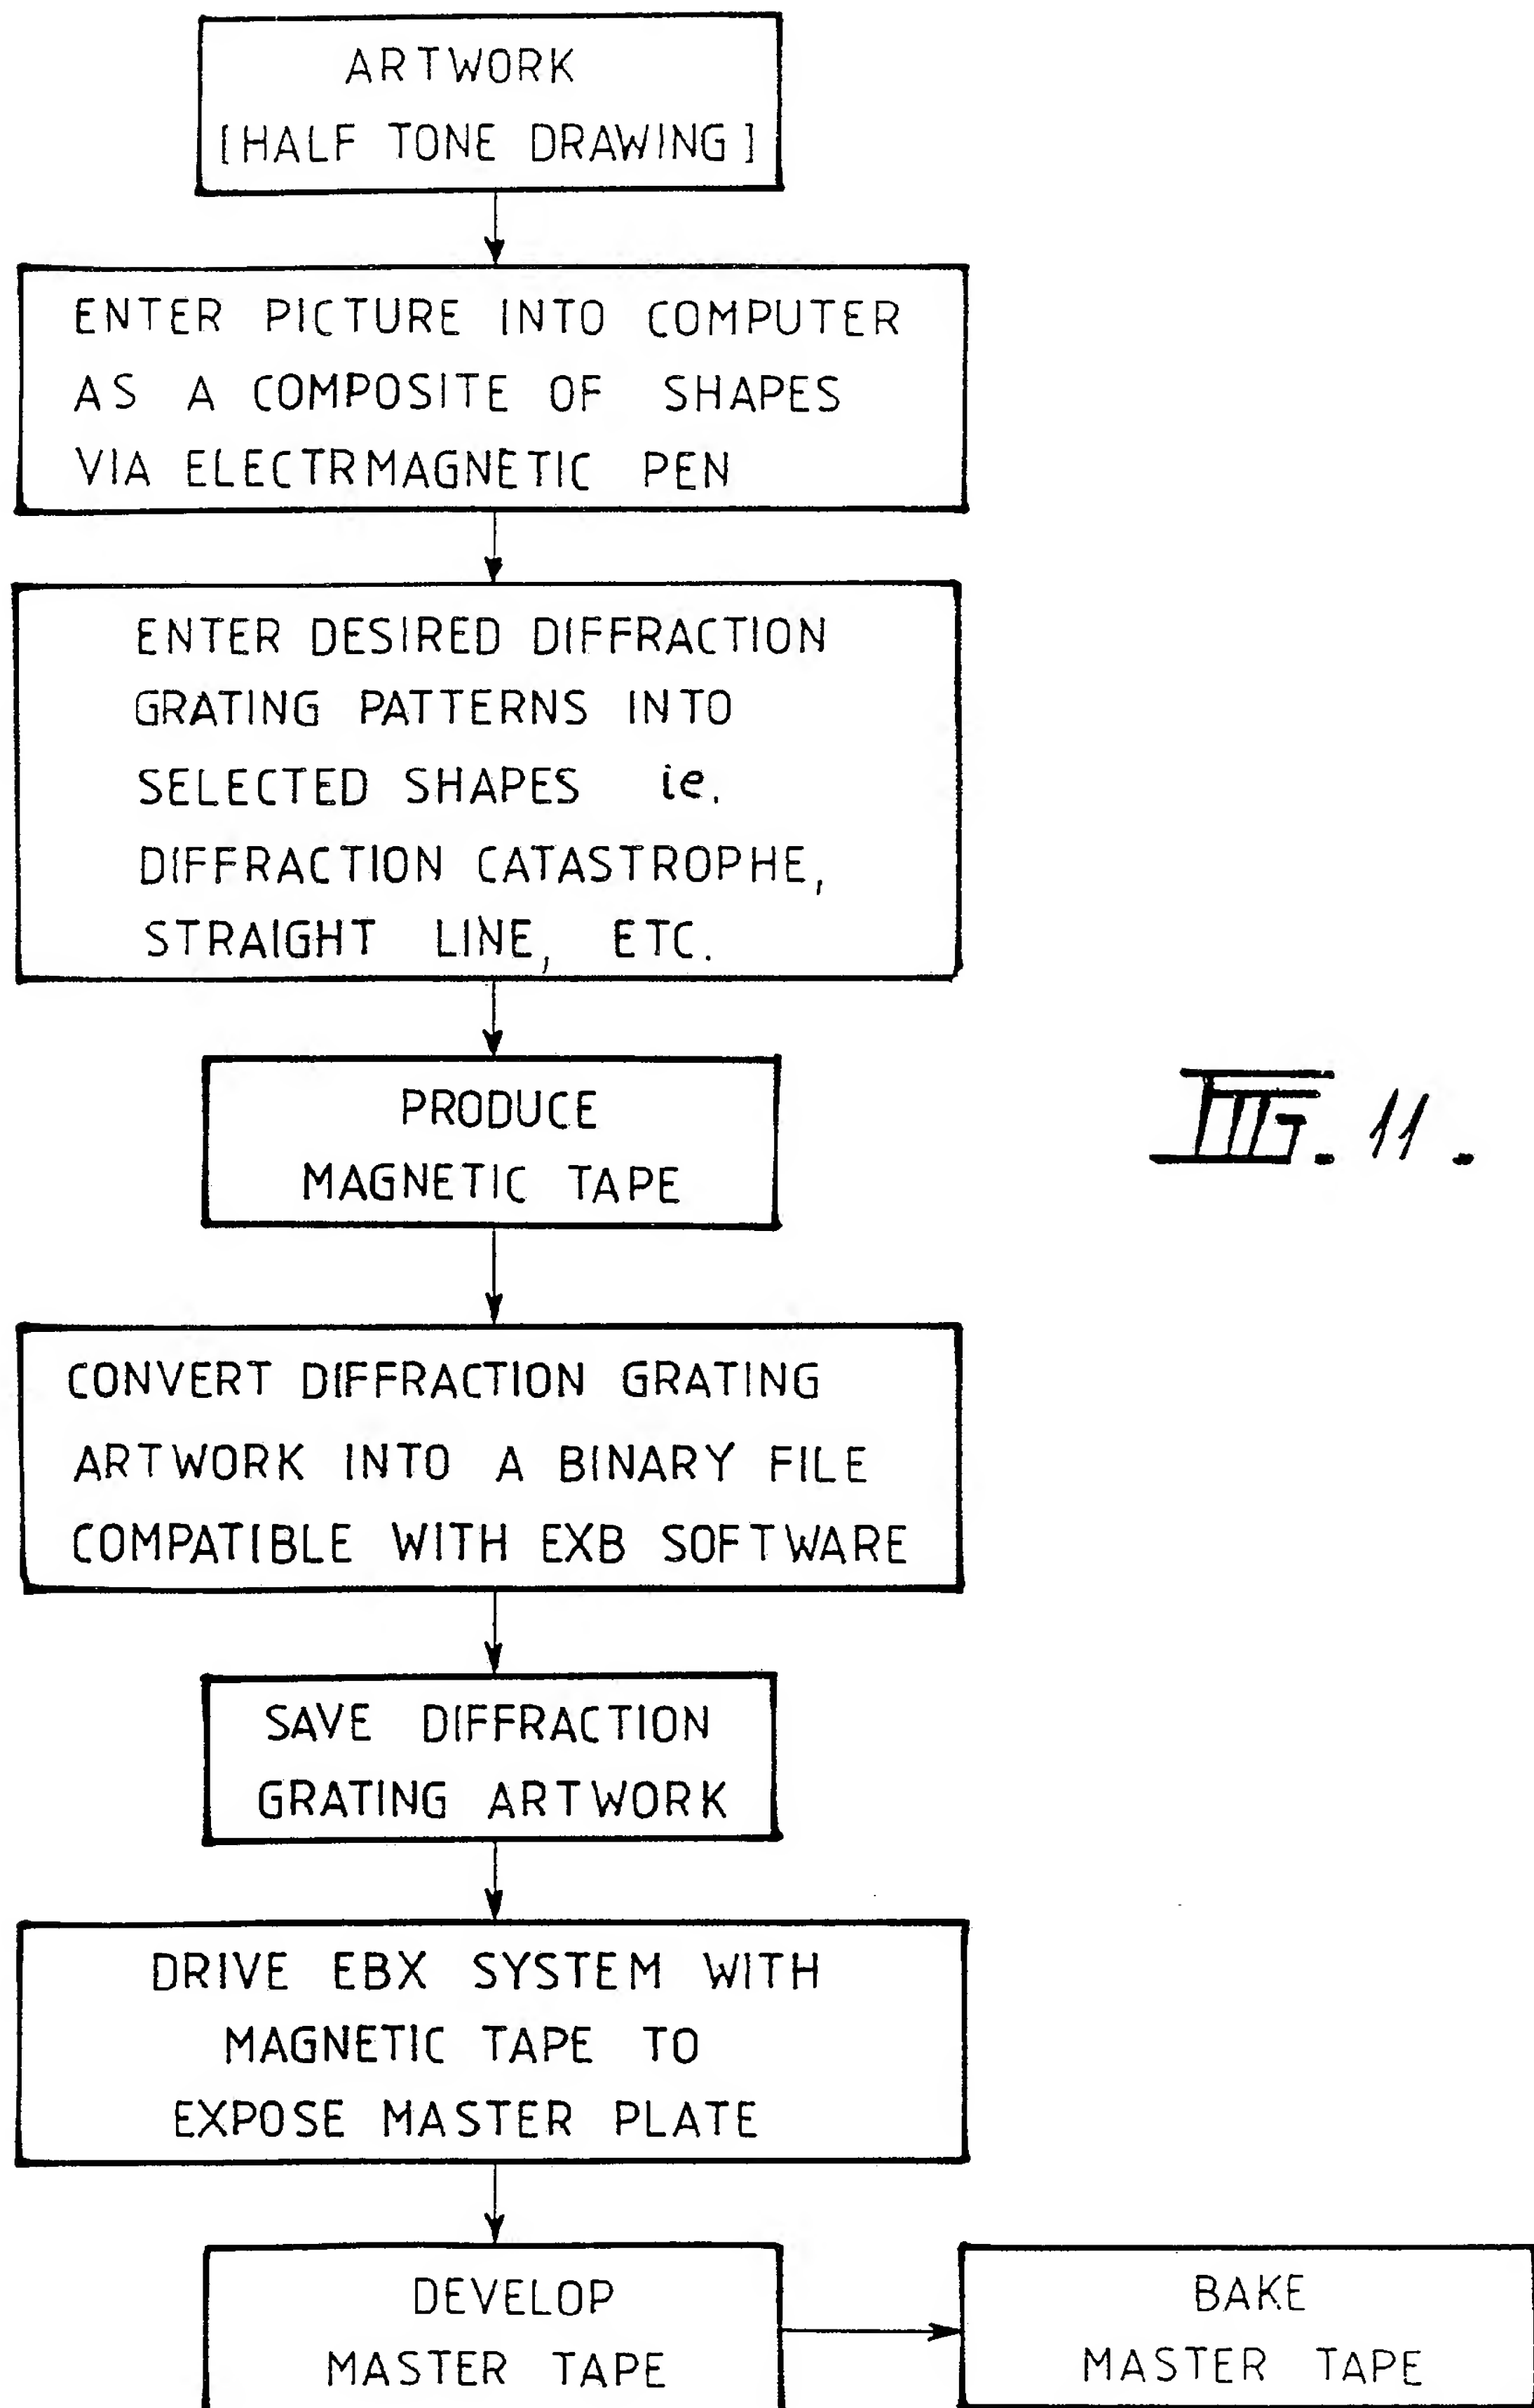 ARTWORK
[HALF TONE DRAWING]
ENTER PICTURE INTO COMPUTER
AS A COMPOSITE OF SHAPES
VIA ELECTRMAGNETIC PEN
ENTER DESIRED DIFFRACTION
GRATING PATTERNS INTO
SELECTED SHAPES ie.
DIFFRACTION CATASTROPHE,
STRAIGHT LINE, ETC.
PRODUCE
MAGNETIC TAPE
FIG. 11.
CONVERT DIFFRACTION GRATING
ARTWORK INTO A BINARY FILE
COMPATIBLE WITH EXB SOFTWARE
SAVE DIFFRACTION
GRATING ARTWORK
DRIVE EBX SYSTEM WITH
MAGNETIC TAPE TO
EXPOSE MASTER PLATE
DEVELOP
MASTER TAPE
BAKE
MASTER TAPE